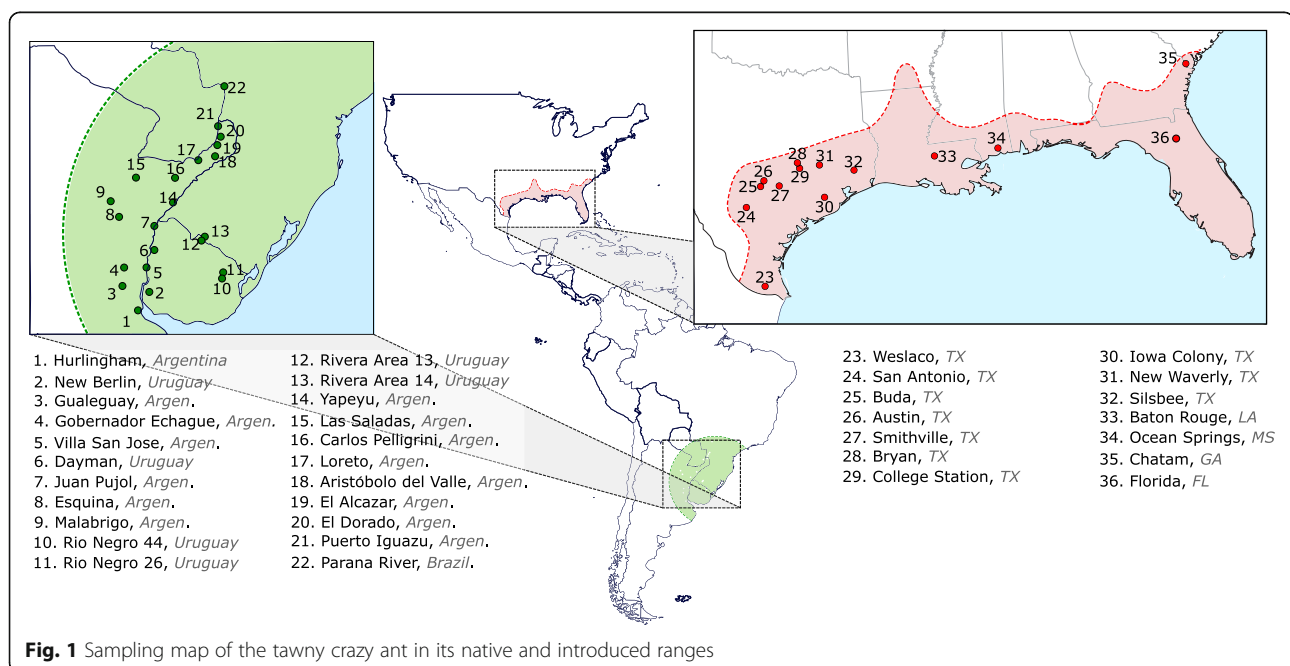 22
21
20
19
18
17
16
15
14
9
8
7
13
12
6
5
4
11
10
3
2
1
35
36
34
33
32
31
28
29
26
25
27
30
24
23
1. Hurlingham, Argentina
2. New Berlin, Uruguay
3. Gualeguay, Argen.
4. Gobernador Echague, Argen.
5. Villa San Jose, Argen.
6. Dayman, Uruguay
7. Juan Pujol, Argen.
8. Esquina, Argen.
9. Malabrigo, Argen.
10. Rio Negro 44, Uruguay
11. Rio Negro 26, Uruguay
12. Rivera Area 13, Uruguay
13. Rivera Area 14, Uruguay
14. Yapeyu, Argen.
15. Las Saladas, Argen.
16. Carlos Pelligrini, Argen.
17. Loreto, Argen.
18. Aristóbolo del Valle, Argen.
19. El Alcazar, Argen.
20. El Dorado, Argen.
21. Puerto Iguazu, Argen.
22. Parana River, Brazil.
23. Weslaco, TX
24. San Antonio, TX
25. Buda, TX
26. Austin, TX
27. Smithville, TX
28. Bryan, TX
29. College Station, TX
30. Iowa Colony, TX
31. New Waverly, TX
32. Silsbee, TX
33. Baton Rouge, LA
34. Ocean Springs, MS
35. Chatam, GA
36. Florida, FL
Fig. 1 Sampling map of the tawny crazy ant in its native and introduced ranges